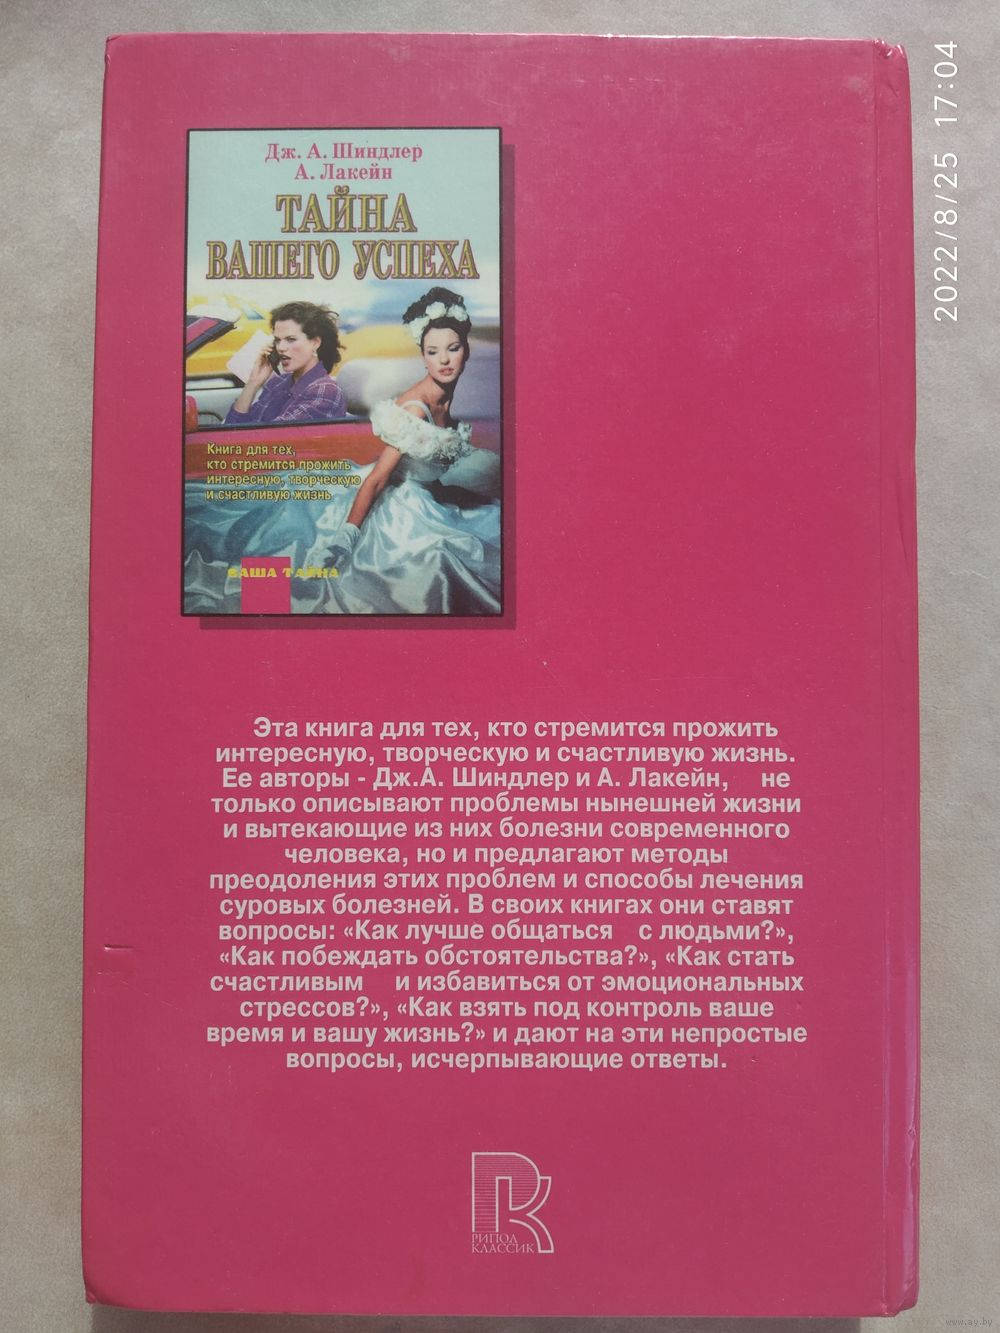 2022/8/25 17:04
Дж. А. Шиндлер
А. Лакейн
ТАЙНА
ВАШЕГО УСПЕХА
Книга для тех,
кто стремится прожить
интересную, творческую
и счастливую жизнь
ВАША ТАЙНА
Эта книга для тех, кто стремится прожить
интересную, творческую и счастливую жизнь.
Ее авторы - Дж.А. Шиндлер и А. Лакейн, не
только описывают проблемы нынешней жизни
и вытекающие из них болезни современного
человека, но и предлагают методы
преодоления этих проблем и способы лечения
суровых болезней. В своих книгах они ставят
вопросы: «Как лучше общаться с людьми?»,
«Как побеждать обстоятельства?», «Как стать
счастливым и избавиться от эмоциональных
стрессов?», «Как взять под контроль ваше
время и вашу жизнь?» и дают на эти непростые
вопросы, исчерпывающие ответы.
РИПОЛ
КЛАССИК
www.ay.by